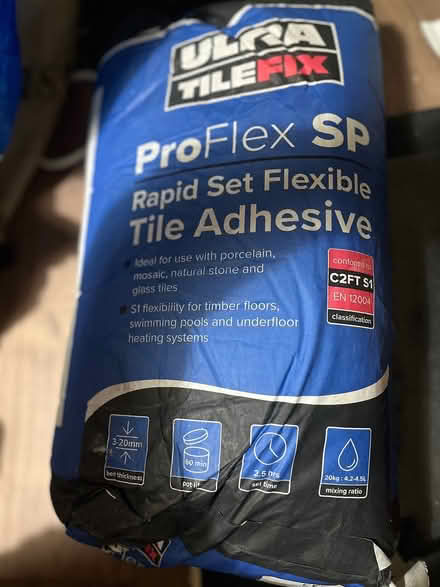 ULTRA
TILEFIX
ProFlex SP
Rapid Set Flexible
Tile Adhesive
Ideal for use with porcelain,
mosaic, natural stone and
glass tiles
S1 flexibility for timber floors,
swimming pools and underfloor
heating systems
conforms to
C2FT S1
EN 12004
classification
3-20mm
bed thickness
60 min
pot life
2.5 hrs
set time
20kg : 4.2-4.5L
mixing ratio
FIX